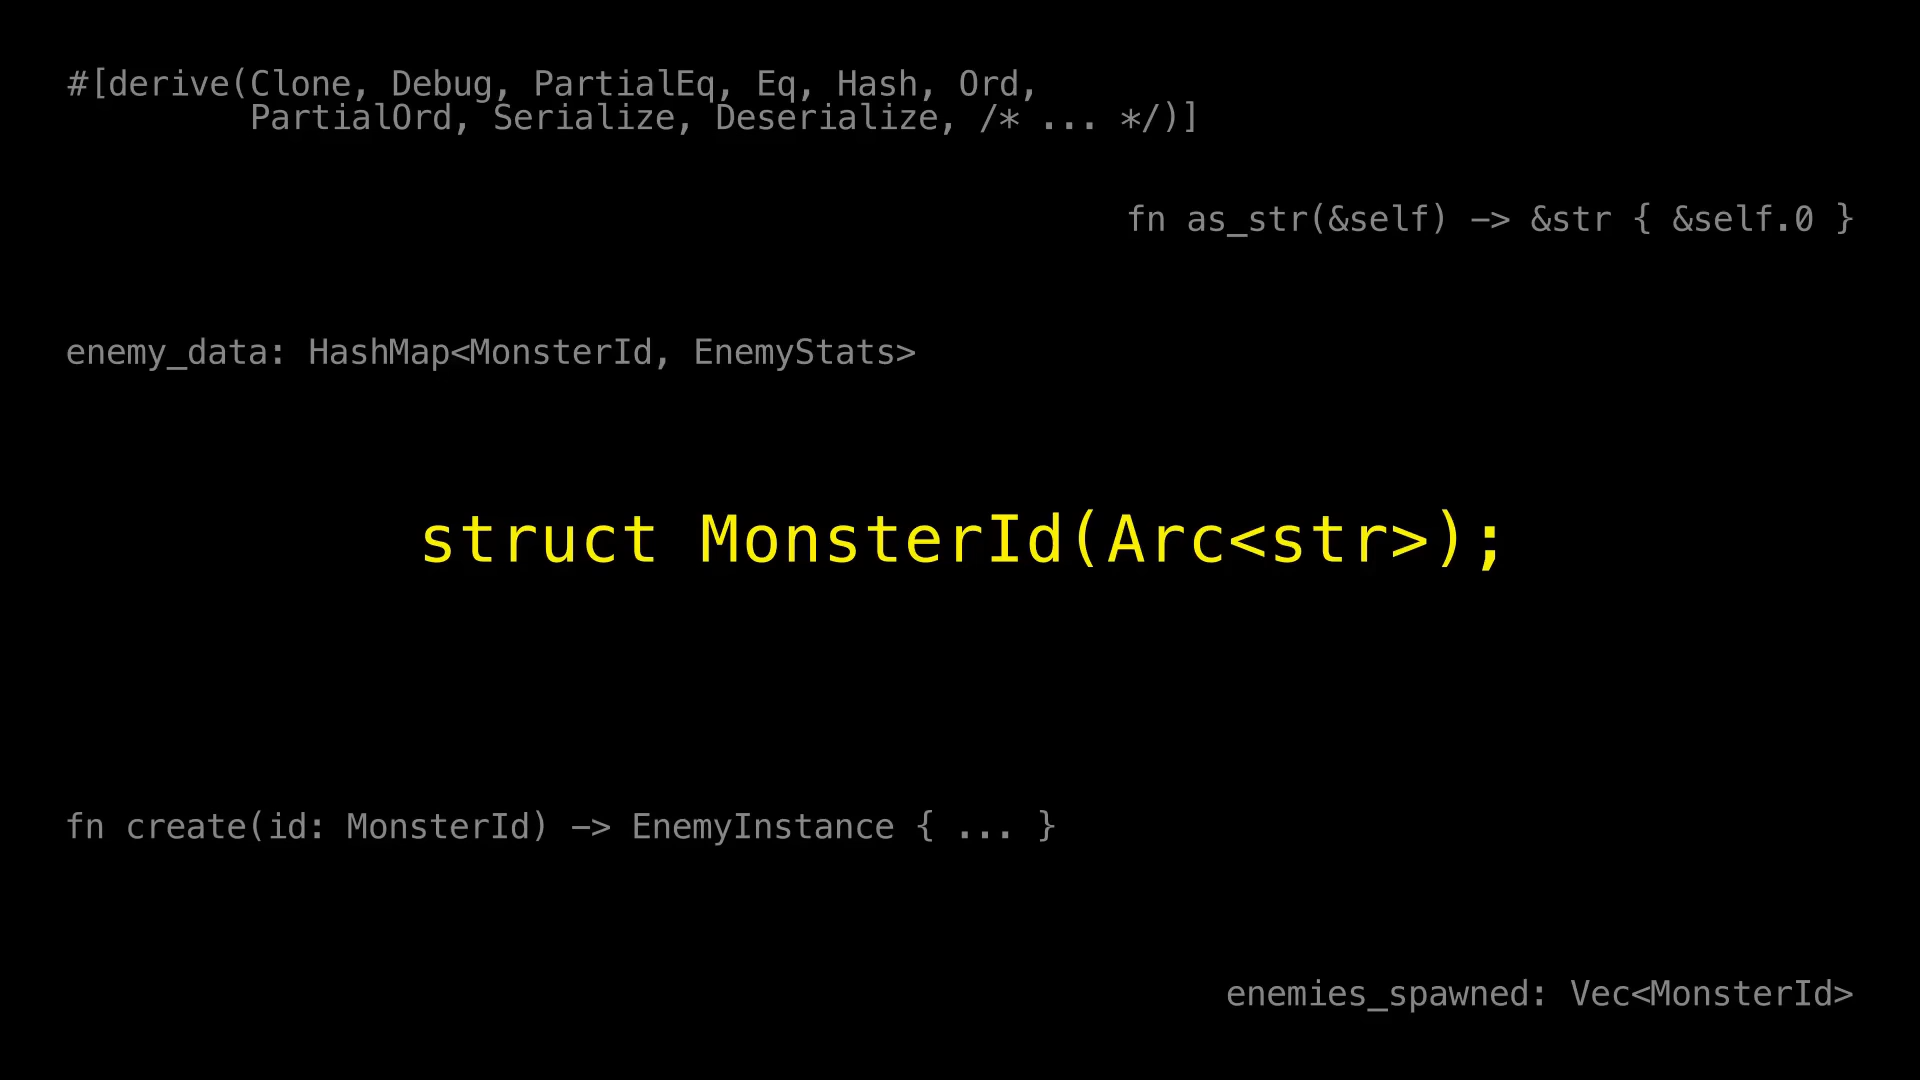 #[derive(Clone, Debug, PartialEq, Eq, Hash, Ord,
PartialOrd, Serialize, Deserialize, /* ... */)]
fn as_str(&self) -> &str { &self.0 }
enemy_data: HashMap<MonsterId, EnemyStats>
struct MonsterId(Arc<str>);
fn create(id: MonsterId) -> EnemyInstance { ... }
enemies_spawned: Vec<MonsterId>